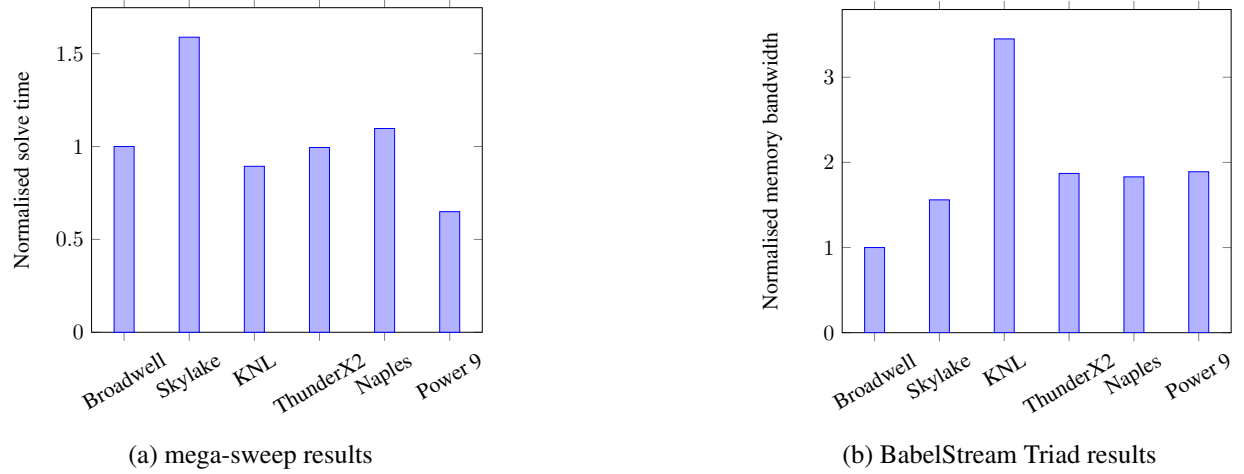 Normalised solve time
1.5
1
0.5
0
Broadwell
Skylake
KNL
ThunderX2
Naples
Power 9
(a) mega-sweep results
Normalised memory bandwidth
3
2
1
0
Broadwell
Skylake
KNL
ThunderX2
Naples
Power 9
(b) BabelStream Triad results